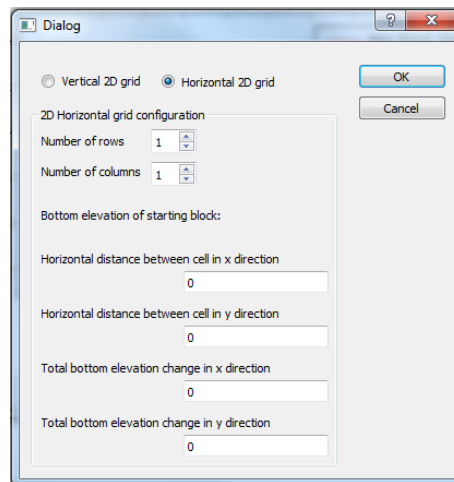 Dialog
Vertical 2D grid Horizontal 2D grid
OK
Cancel
2D Horizontal grid configuration
Number of rows 1
Number of columns 1
Bottom elevation of starting block:
Horizontal distance between cell in x direction
0
Horizontal distance between cell in y direction
0
Total bottom elevation change in x direction
0
Total bottom elevation change in y direction
0